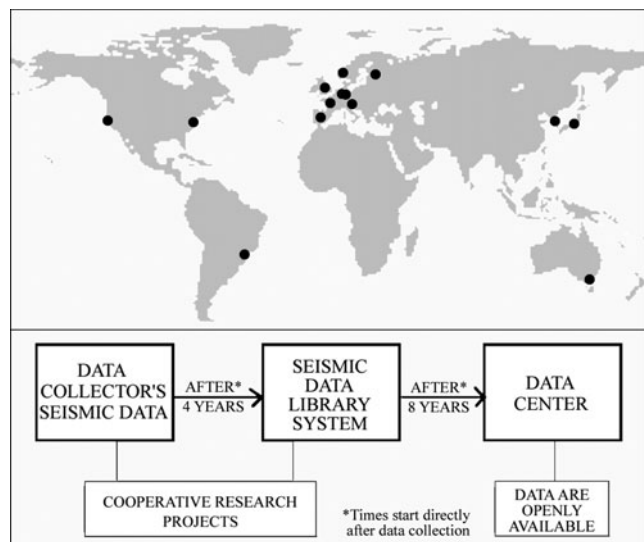 DATA
COLLECTOR'S
SEISMIC DATA
AFTER*
4 YEARS
SEISMIC
DATA
LIBRARY
SYSTEM
AFTER*
8 YEARS
DATA
CENTER
COOPERATIVE RESEARCH
PROJECTS
*Times start directly
after data collection
DATA ARE
OPENLY
AVAILABLE